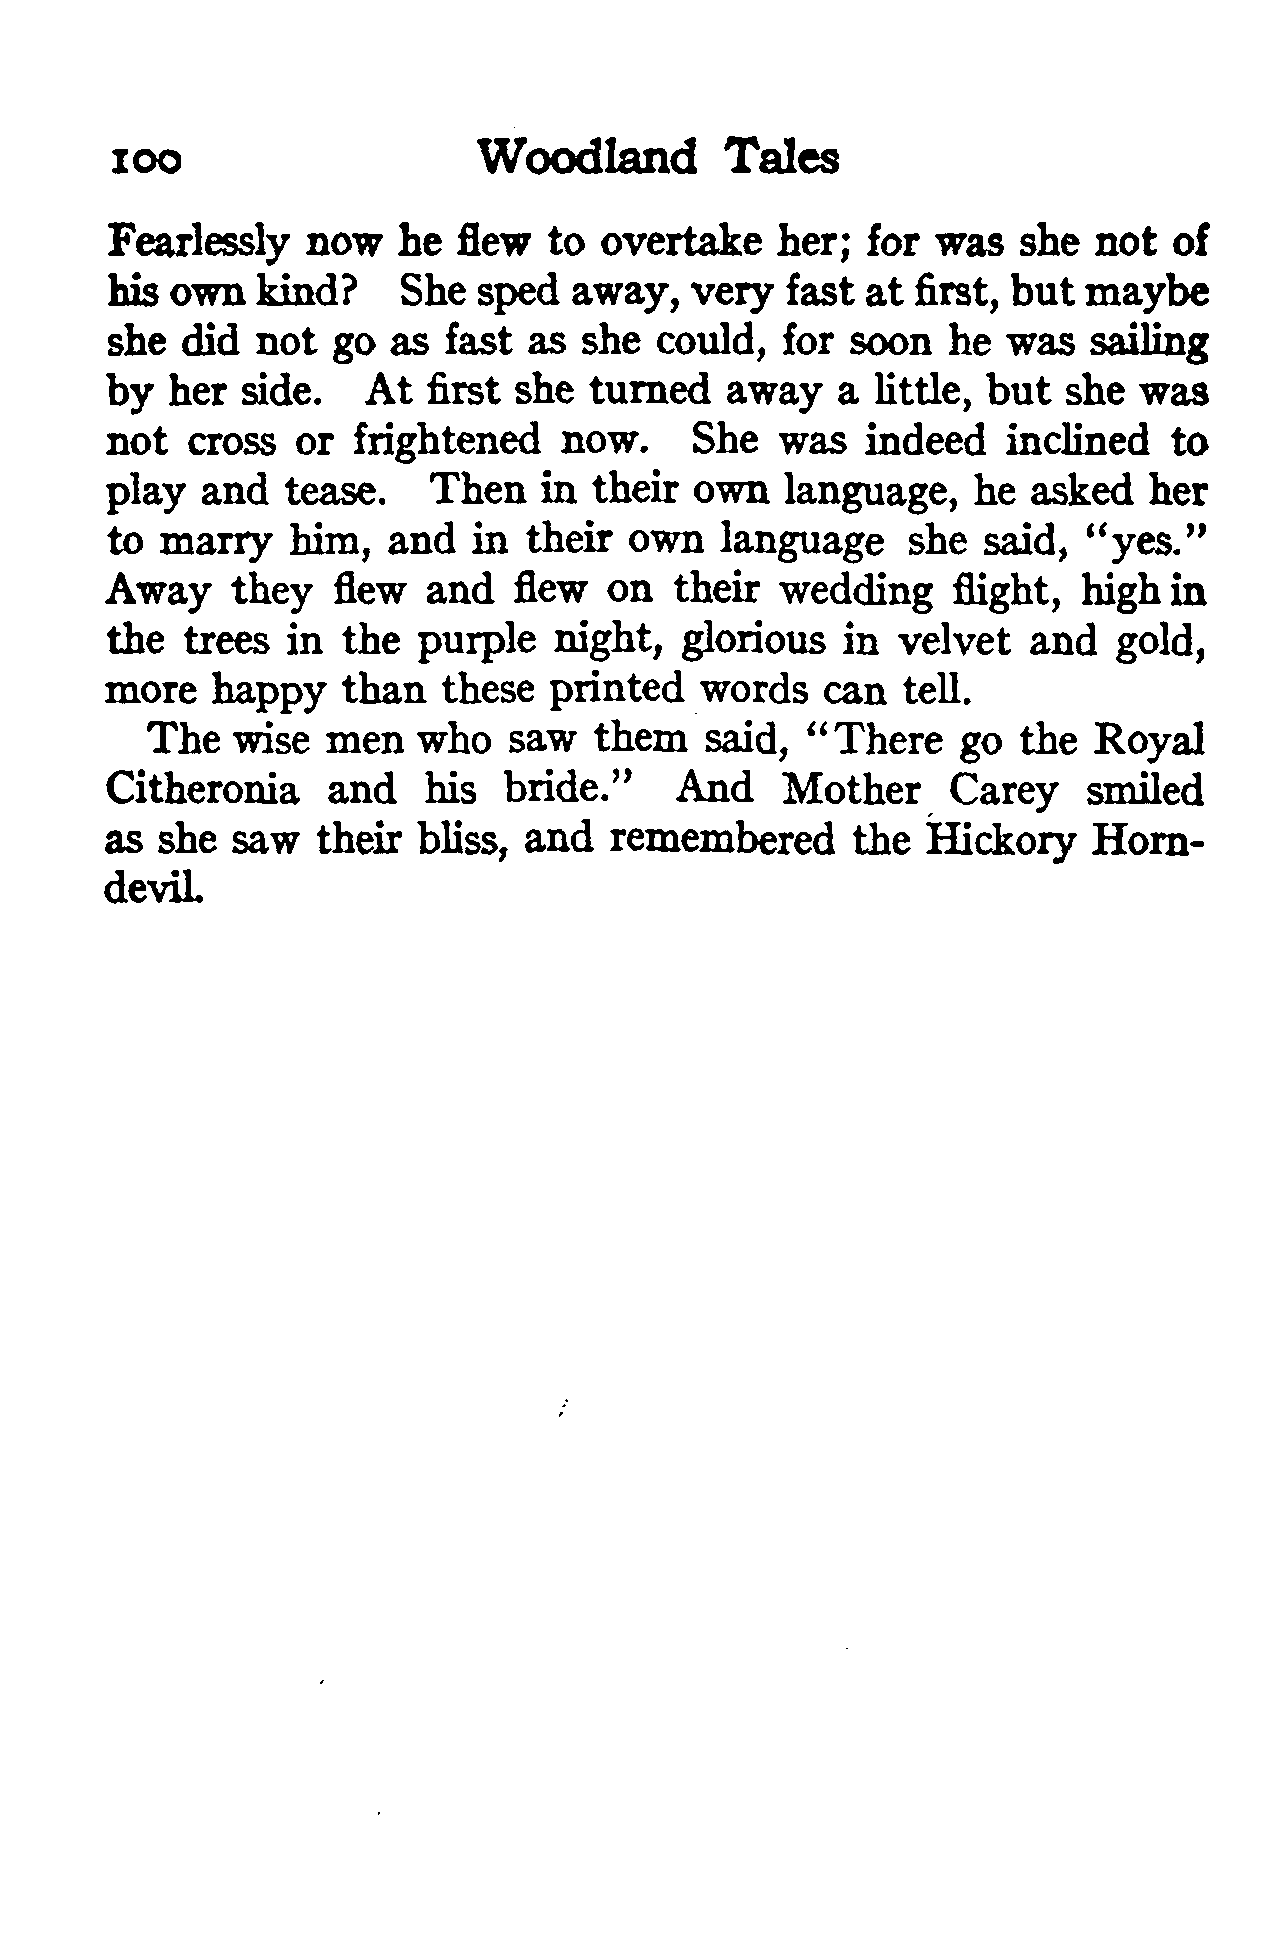 100 Woodland Tales
Fearlessly now he flew to overtake her; for was she not of
his own kind? She sped away, very fast at first, but maybe
she did not go as fast as she could, for soon he was sailing
by her side. At first she turned away a little, but she was
not cross or frightened now. She was indeed inclined to
play and tease. Then in their own language, he asked her
to marry him, and in their own language she said, “yes.”
Away they flew and flew on their wedding flight, high in
the trees in the purple night, glorious in velvet and gold,
more happy than these printed words can tell.
The wise men who saw them said, “There go the Royal
Citheronia and his bride.” And Mother Carey smiled
as she saw their bliss, and remembered the Hickory Horn-
devil.